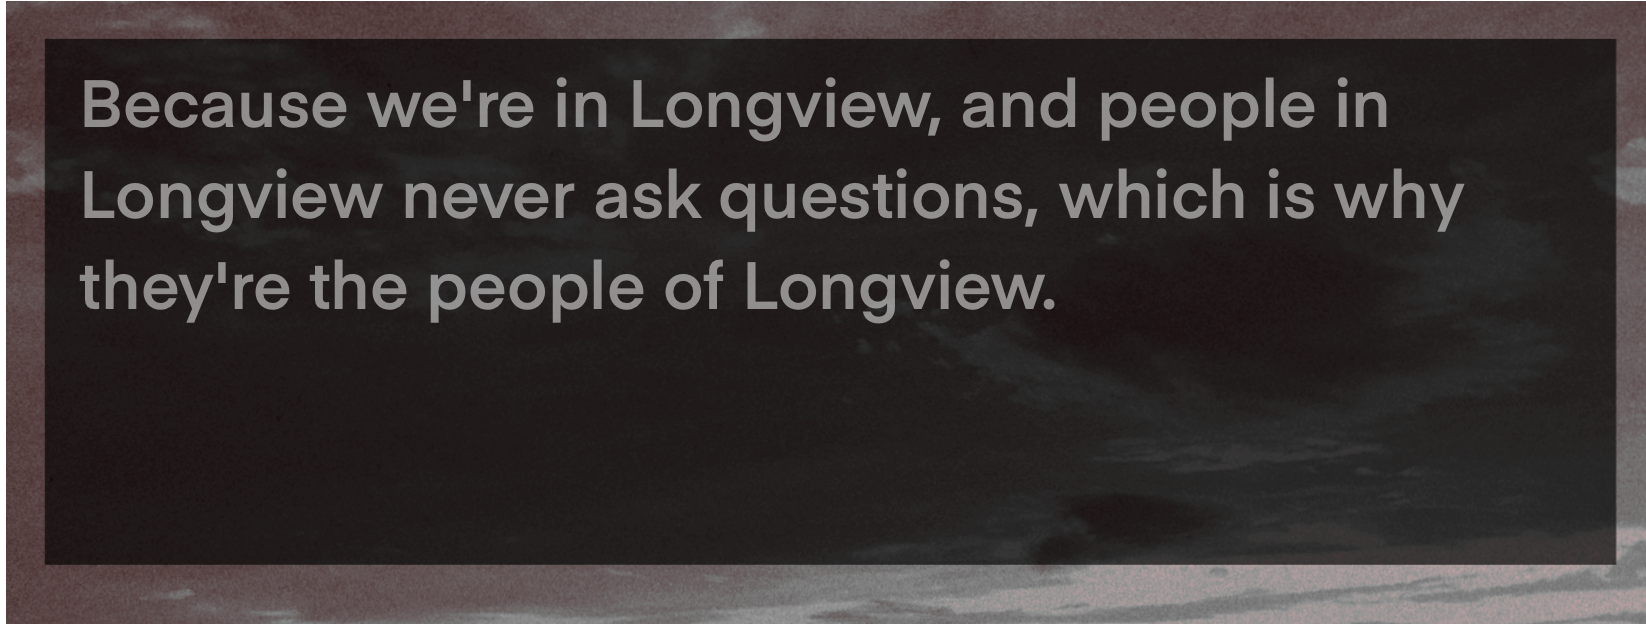 Because we're in Longview, and people in
Longview never ask questions, which is why
they're the people of Longview.